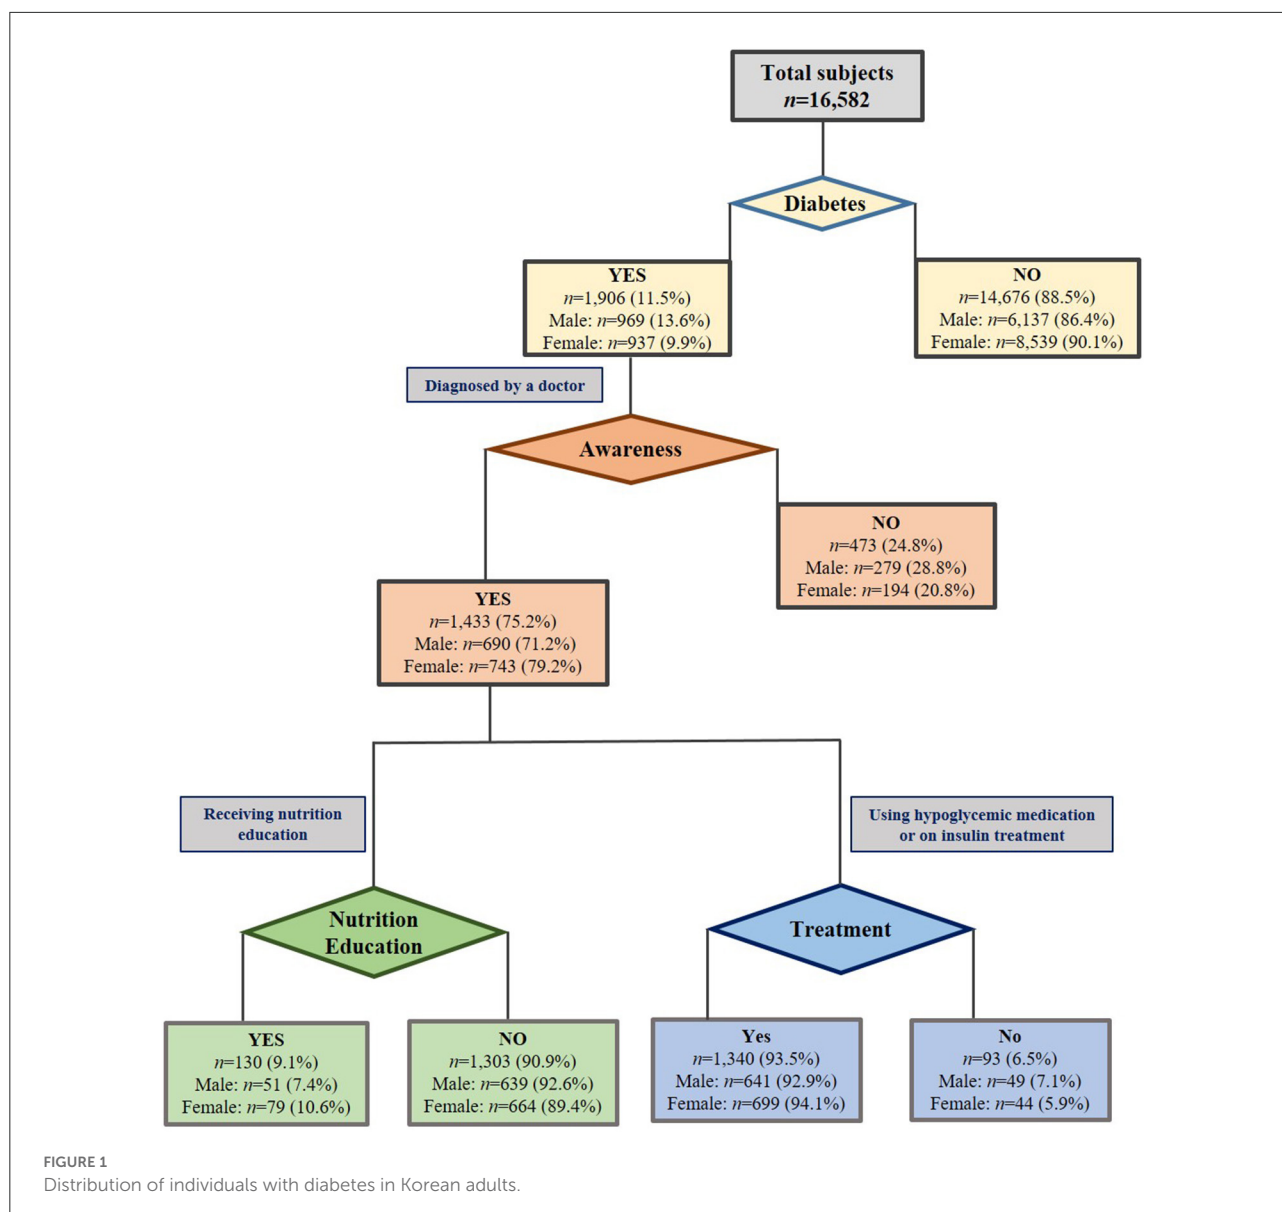 Total subjects
n=16,582
Diabetes
YES
n=1,906 (11.5%)
Male: n=969 (13.6%)
Female: n=937 (9.9%)
NO
n=14,676 (88.5%)
Male: n=6,137 (86.4%)
Female: n=8,539 (90.1%)
Diagnosed by a doctor
Awareness
NO
n=473 (24.8%)
Male: n=279 (28.8%)
Female: n=194 (20.8%)
YES
n=1,433 (75.2%)
Male: n=690 (71.2%)
Female: n=743 (79.2%)
Receiving nutrition
education
Using hypoglycemic medication
or on insulin treatment
Nutrition
Education
Treatment
YES
n=130 (9.1%)
Male: n=51 (7.4%)
Female: n=79 (10.6%)
NO
n=1,303 (90.9%)
Male: n=639 (92.6%)
Female: n=664 (89.4%)
Yes
n=1,340 (93.5%)
Male: n=641 (92.9%)
Female: n=699 (94.1%)
No
n=93 (6.5%)
Male: n=49 (7.1%)
Female: n=44 (5.9%)
FIGURE 1
Distribution of individuals with diabetes in Korean adults.